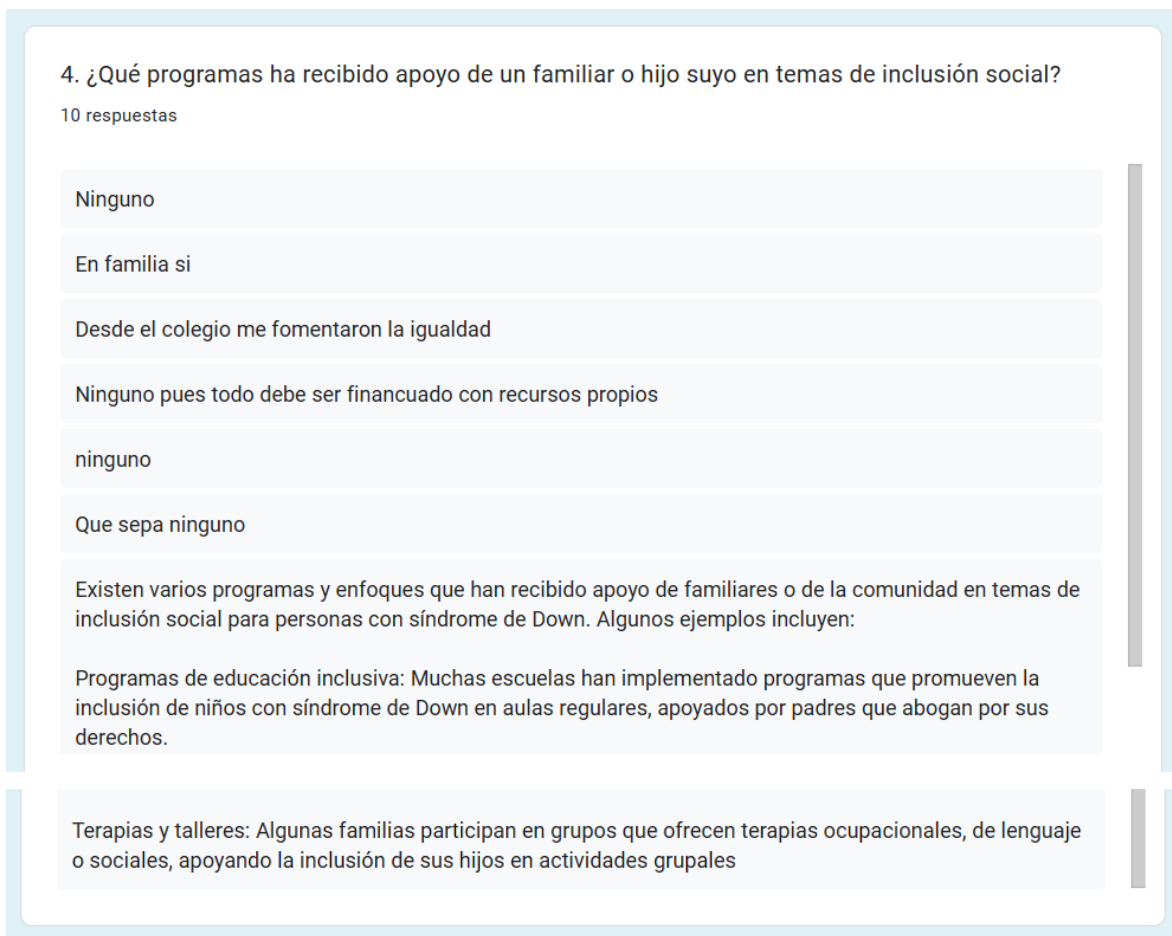 4. ¿Qué programas ha recibido apoyo de un familiar o hijo suyo en temas de inclusión social?
10 respuestas
Ninguno
En familia si
Desde el colegio me fomentaron la igualdad
Ninguno pues todo debe ser financuado con recursos propios
ninguno
Que sepa ninguno
Existen varios programas y enfoques que han recibido apoyo de familiares o de la comunidad en temas de
inclusión social para personas con síndrome de Down. Algunos ejemplos incluyen:
Programas de educación inclusiva: Muchas escuelas han implementado programas que promueven la
inclusión de niños con síndrome de Down en aulas regulares, apoyados por padres que abogan por sus
derechos.
Terapias y talleres: Algunas familias participan en grupos que ofrecen terapias ocupacionales, de lenguaje
o sociales, apoyando la inclusión de sus hijos en actividades grupales